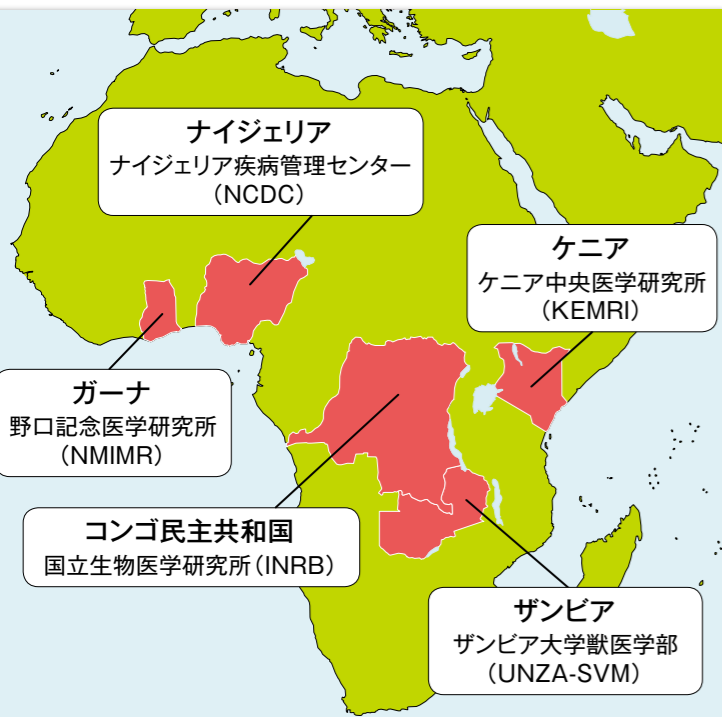 ナイジェリア
ナイジェリア疾病管理センター
(NCDC)
ケニア
ケニア中央医学研究所
(KEMRI)
ガーナ
野口記念医学研究所
(NMIMR)
コンゴ民主共和国
国立生物医学研究所(INRB)
ザンビア
ザンビア大学獣医学部
(UNZA-SVM)